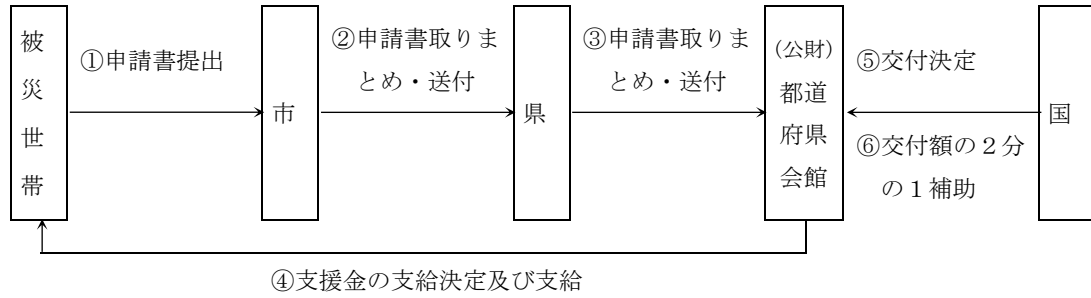 被災世帯
①申請書提出
市
②申請書取りま
とめ・送付
県
③申請書取りま
とめ・送付
(公財)
都道
府県
会館
⑤交付決定
⑥交付額の２分
の１補助
国
④支援金の支給決定及び支給